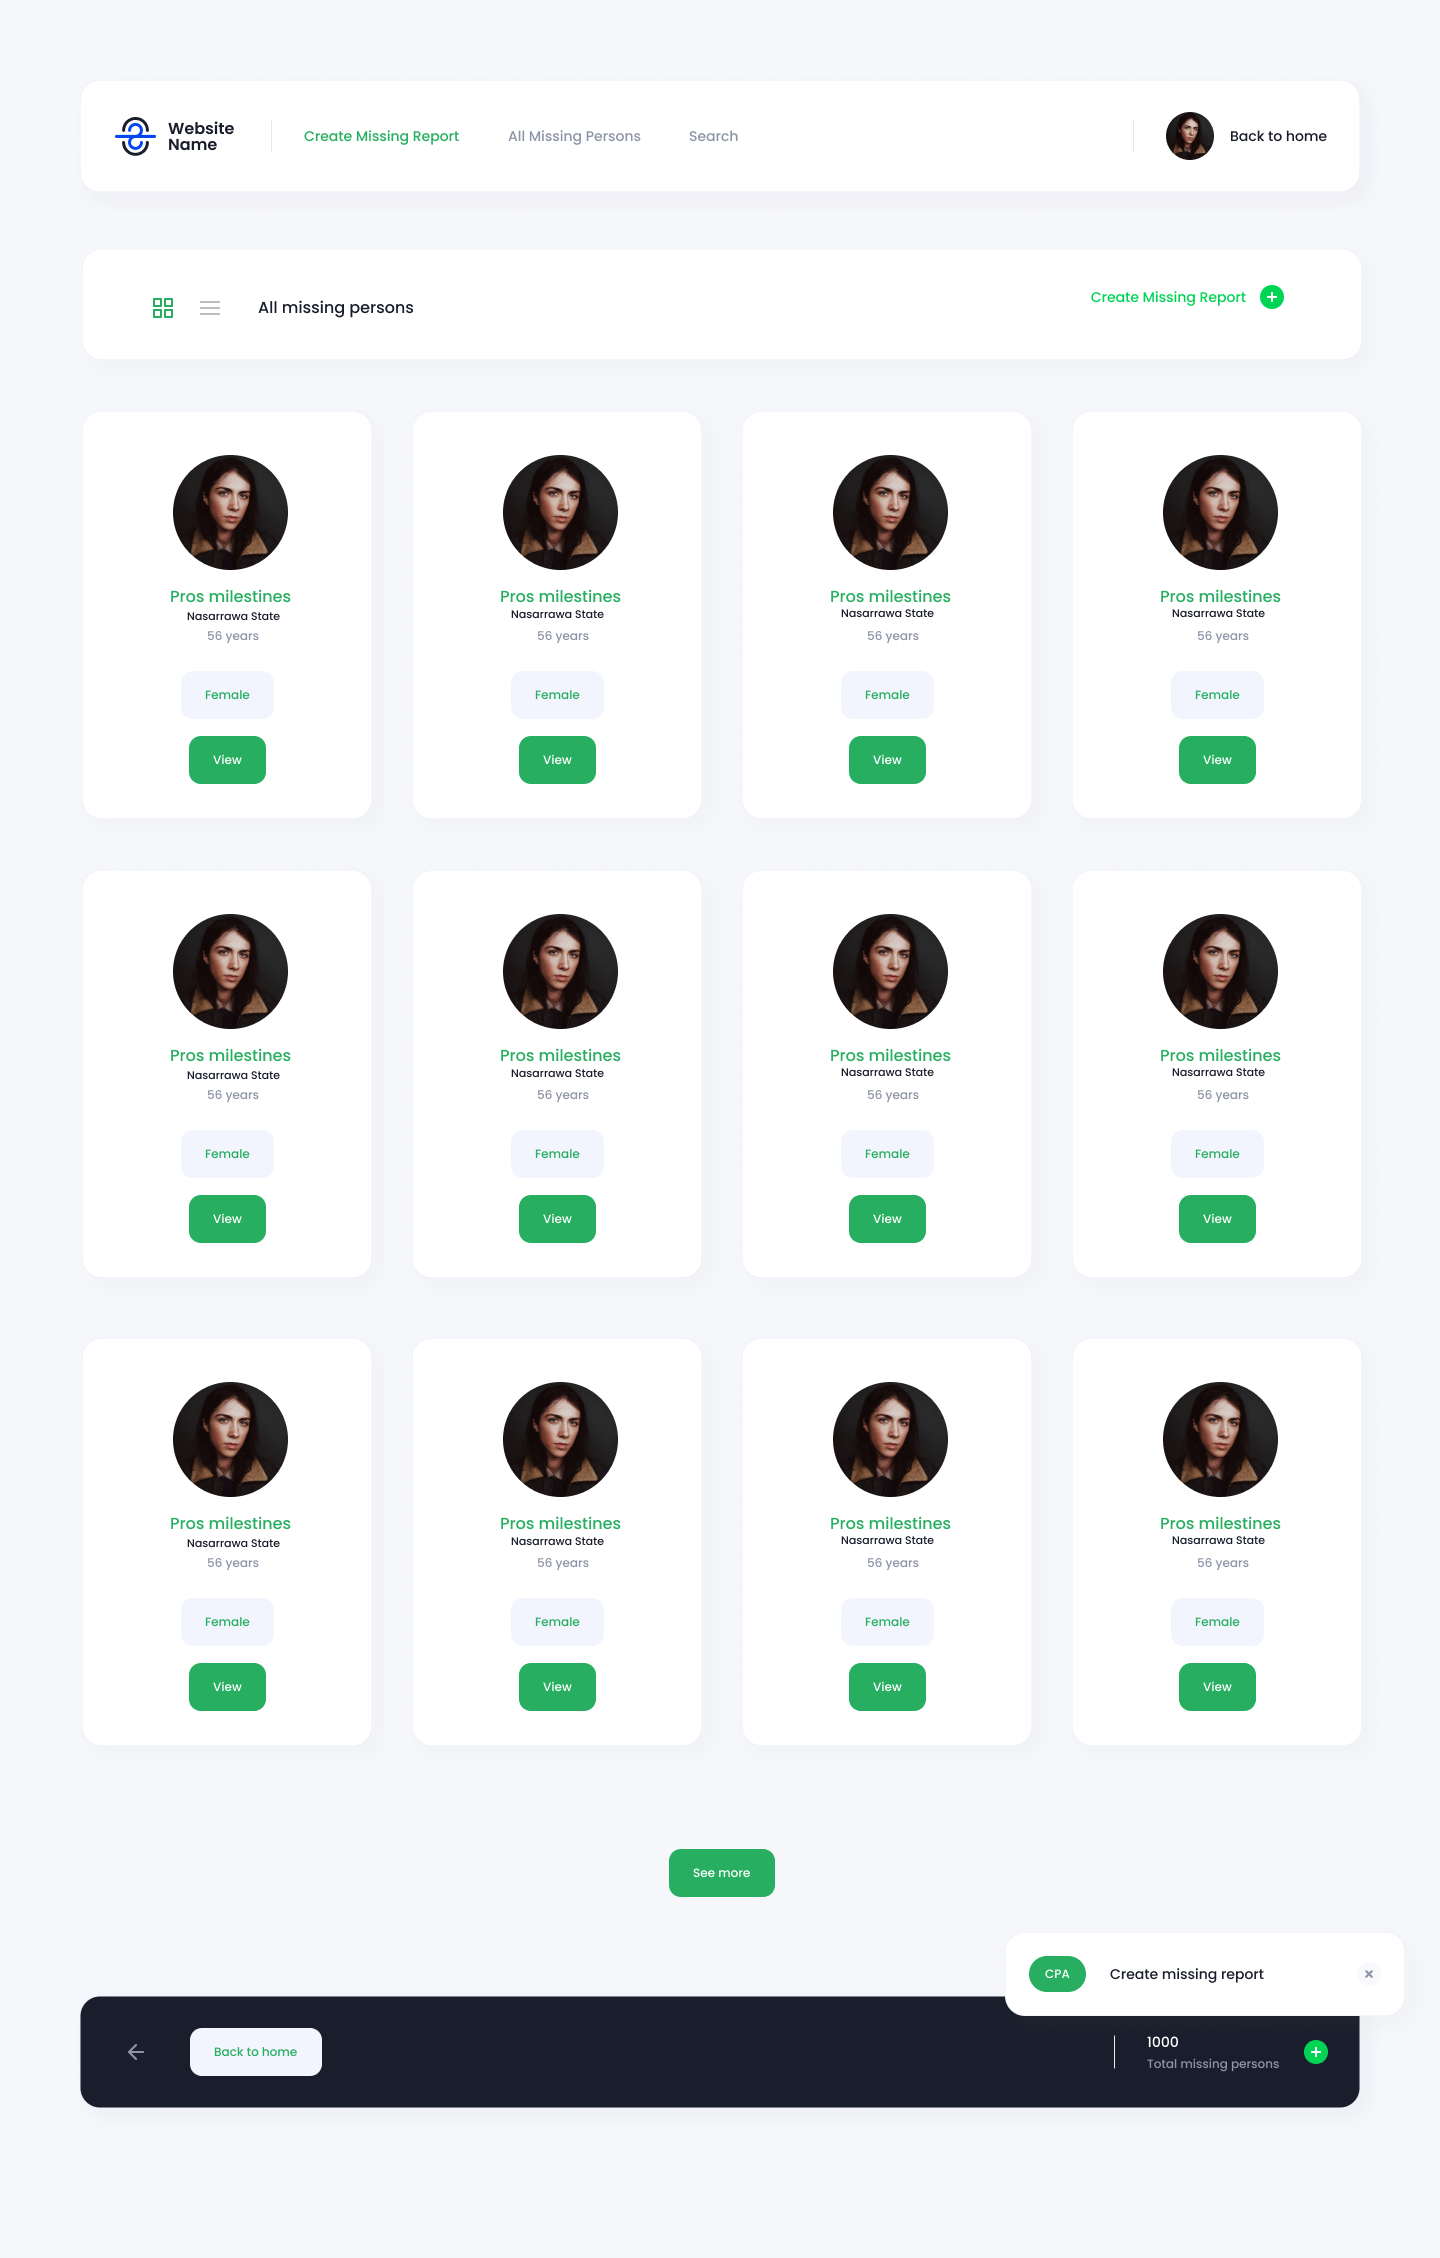 Website
Name
Create Missing Report
All Missing Persons
Search
Back to home
All missing persons
Create Missing Report
Pros milestines
Nasarrawa State
56 years
Female
View
Pros milestines
Nasarrawa State
56 years
Female
View
Pros milestines
Nasarrawa State
56 years
Female
View
Pros milestines
Nasarrawa State
56 years
Female
View
Pros milestines
Nasarrawa State
56 years
Female
View
Pros milestines
Nasarrawa State
56 years
Female
View
Pros milestines
Nasarrawa State
56 years
Female
View
Pros milestines
Nasarrawa State
56 years
Female
View
Pros milestines
Nasarrawa State
56 years
Female
View
Pros milestines
Nasarrawa State
56 years
Female
View
Pros milestines
Nasarrawa State
56 years
Female
View
Pros milestines
Nasarrawa State
56 years
Female
View
See more
CPA
Create missing report
Back to home
1000
Total missing persons